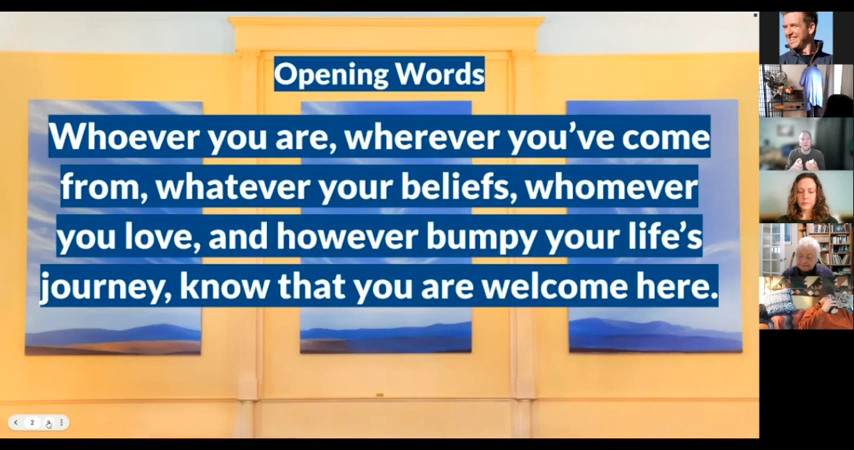 Opening Words
Whoever you are, wherever you’ve come
from, whatever your beliefs, whomever
you love, and however bumpy your life’s
journey, know that you are welcome here.
2